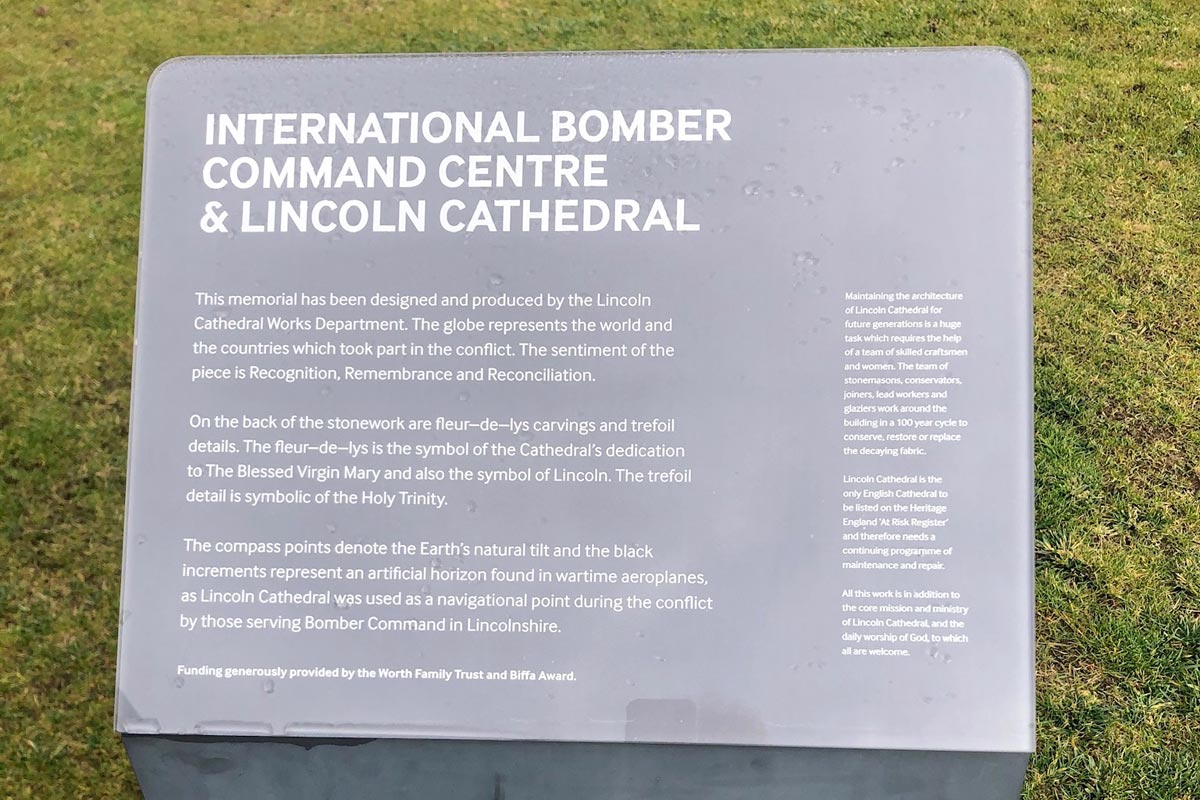 INTERNATIONAL BOMBER
COMMAND CENTRE
& LINCOLN CATHEDRAL
This memorial has been designed and produced by the Lincoln
Cathedral Works Department. The globe represents the world and
the countries which took part in the conflict. The sentiment of the
piece is Recognition, Remembrance and Reconciliation.
On the back of the stonework are fleur–de–lys carvings and trefoil
details. The fleur–de–lys is the symbol of the Cathedral's dedication
to The Blessed Virgin Mary and also the symbol of Lincoln. The trefoil
detail is symbolic of the Holy Trinity.
The compass points denote the Earth's natural tilt and the black
increments represent an artificial horizon found in wartime aeroplanes,
as Lincoln Cathedral was used as a navigational point during the conflict
by those serving Bomber Command in Lincolnshire.
Funding generously provided by the Worth Family Trust and Biffa Award.
Maintaining the architecture
of Lincoln Cathedral for
future generations is a huge
task which requires the help
of a team of skilled craftsmen
and women. The team of
stonemasons, conservators,
joiners, lead workers and
glaziers work around the
building in a 100 year cycle to
conserve, restore or replace
the decaying fabric.
Lincoln Cathedral is the
only English Cathedral to
be listed on the Heritage
England 'At Risk Register'
and therefore needs a
continuing programme of
maintenance and repair.
All this work is in addition to
the core mission and ministry
of Lincoln Cathedral, and the
daily worship of God, to which
all are welcome.